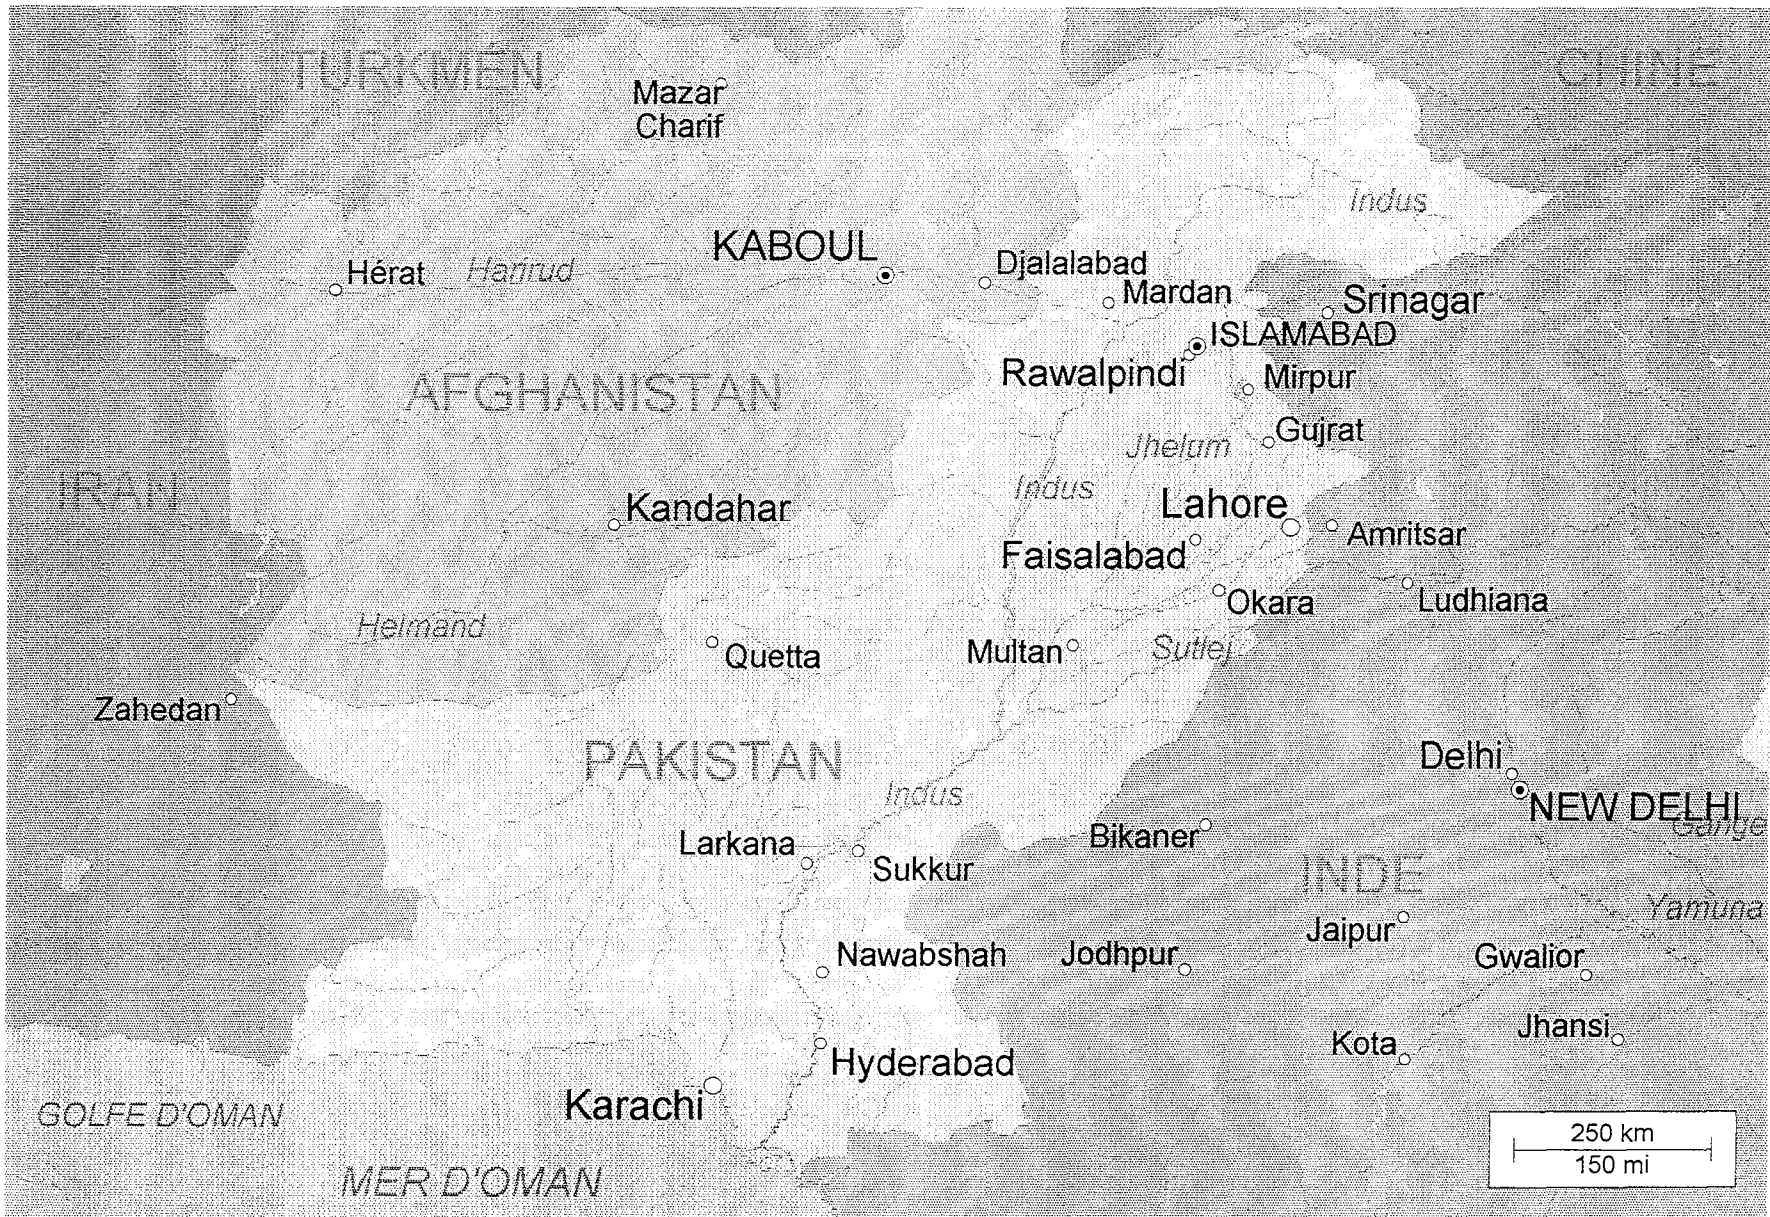 TURKMÉN
CHINE
Mazar
Charif
Indus
KABOUL
Hérat
Harirud
Djalalabad
Mardan
Srinagar
ISLAMABAD
Rawalpindi
Mirpur
AFGHANISTAN
Gujrat
Jhelum
IRAN
Indus
Kandahar
Lahore
Amritsar
Faisalabad
Okara
Ludhiana
Helmand
Quetta
Multan
Sutlej
Zahedan
PAKISTAN
Delhi
Indus
NEW DELHI
Gange
Bikaner
Larkana
Sukkur
INDE
Yamuna
Jaipur
Nawabshah
Jodhpur
Gwalior
Jhansi
Kota
Hyderabad
Karachi
GOLFE D'OMAN
250 km
150 mi
MER D'OMAN